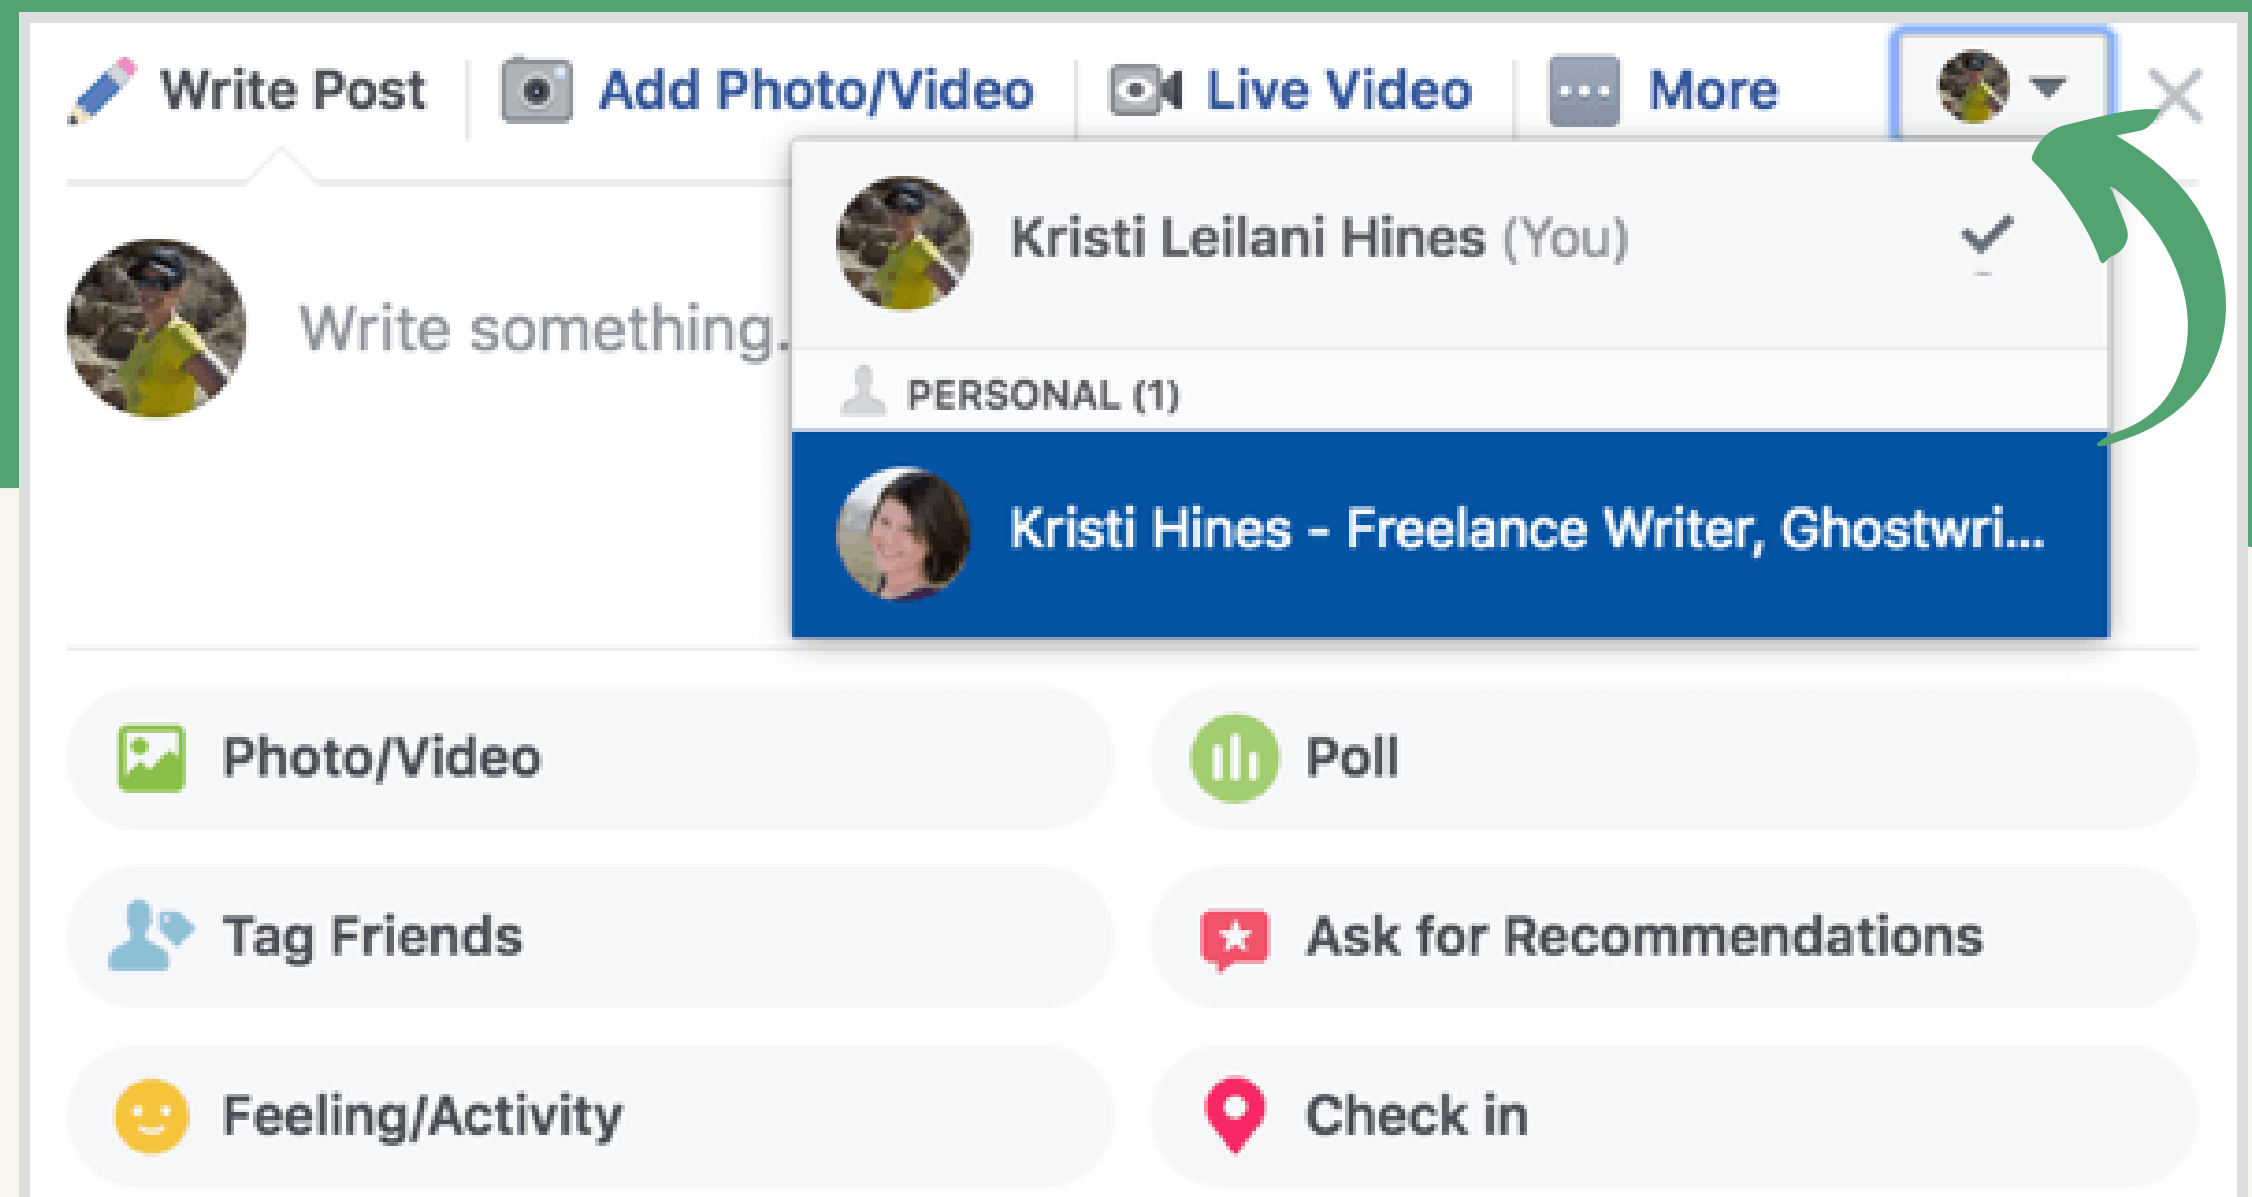 Write Post Add Photo/Video Live Video More
Kristi Leilani Hines (You)
Write something.
PERSONAL (1)
Kristi Hines - Freelance Writer, Ghostwri...
Photo/Video Poll
Tag Friends Ask for Recommendations
Feeling/Activity Check in